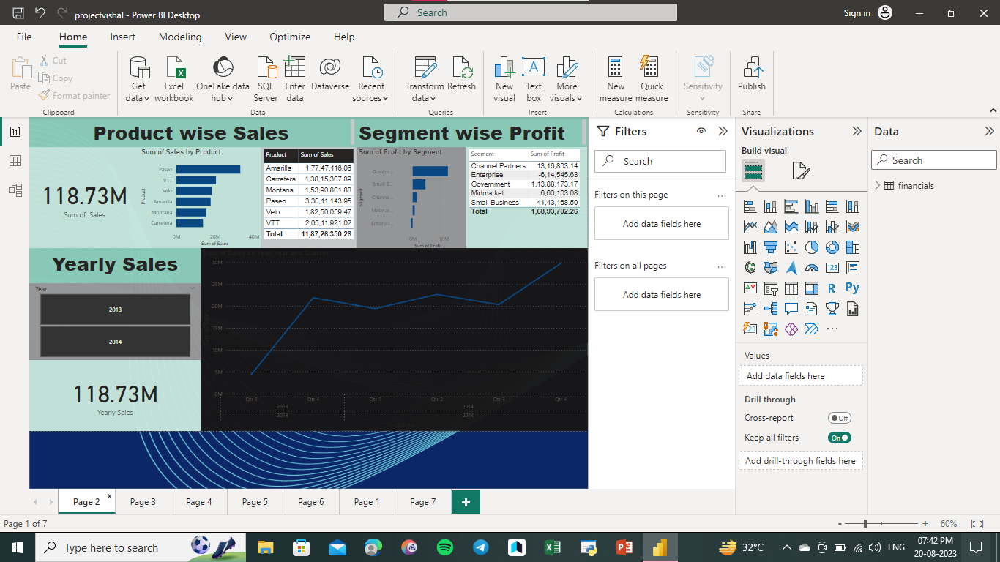 projectvishal - Power BI Desktop
Search
Sign in
File Home Insert Modeling View Optimize Help
Paste
Cut
Copy
Format painter
Clipboard
Get data
Excel workbook
OneLake data hub
SQL Server
Enter data
Dataverse
Recent sources
Data
Transform data
Refresh
Queries
New visual
Text box
More visuals
Insert
New measure
Quick measure
Calculations
Sensitivity
Sensitivity
Publish
Share
Product wise Sales
Segment wise Profit
118.73M
Sum of Sales
Sum of Sales by Product
Product
Paseo
VTT
Velo
Amarilla
Montana
Carretera
0M 20M 40M
Sum of Sales
Product Sum of Sales
Amarilla 1,77,47,116.06
Carretera 1,38,15,307.89
Montana 1,53,90,801.88
Paseo 3,30,11,143.95
Velo 1,82,50,059.47
VTT 2,05,11,921.02
Total 11,87,26,350.26
Sum of Profit by Segment
Segment
Govern...
Small B...
Channe...
Midmar...
Enterpri...
0M 10M
Sum of Profit
Segment Sum of Profit
Channel Partners 13,16,803.14
Enterprise -6,14,545.63
Government 1,13,88,173.17
Midmarket 6,60,103.08
Small Business 41,43,168.50
Total 1,68,93,702.26
Yearly Sales
Year
2013
2014
118.73M
Yearly Sales
Sum of Sales by Year, Year and Quarter
30M
25M
20M
15M
10M
5M
0M
Qtr 3 Qtr 4 Qtr 1 Qtr 2 Qtr 3 Qtr 4
2013 2014
2013 2014
Quarter
Filters
Search
Filters on this page ...
Add data fields here
Filters on all pages ...
Add data fields here
Visualizations
Build visual
123
R
Py
123
...
Values
Add data fields here
Drill through
Cross-report Off
Keep all filters On
Add drill-through fields here
Data
Search
financials
Page 2 x
Page 3
Page 4
Page 5
Page 6
Page 1
Page 7
+
Page 1 of 7
- + 60%
Type here to search
32°C
ENG
07:42 PM
20-08-2023